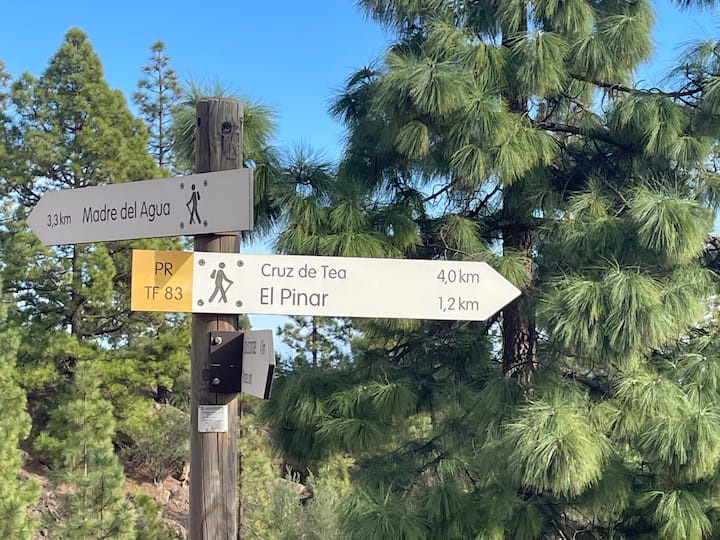 3,3 km Madre del Agua
PR
TF 83
Cruz de Tea 4,0 km
El Pinar 1,2 km